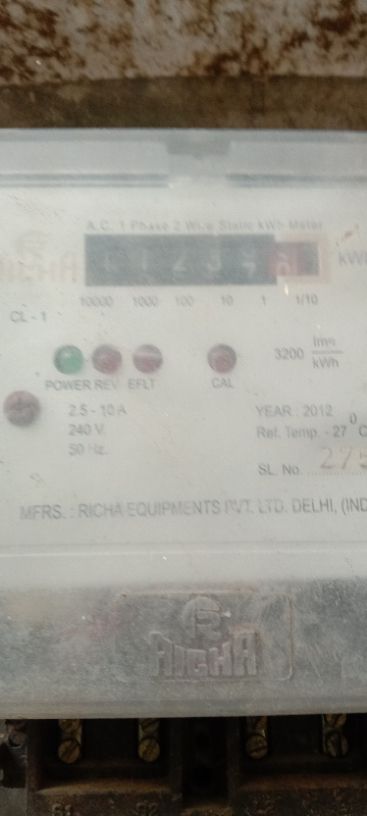 A.C. 1 Phase 2 Wire Static kWh Meter
10000 1000 100 10 1 1/10
CL - 1
3200 imp/kWh
POWER REV EFLT CAL
2.5 - 10 A
240 V.
50 Hz.
YEAR : 2012
Ref. Temp. - 27 °C
SL. No.
MFRS. : RICHA EQUIPMENTS PVT. LTD. DELHI, (IND
RICHA